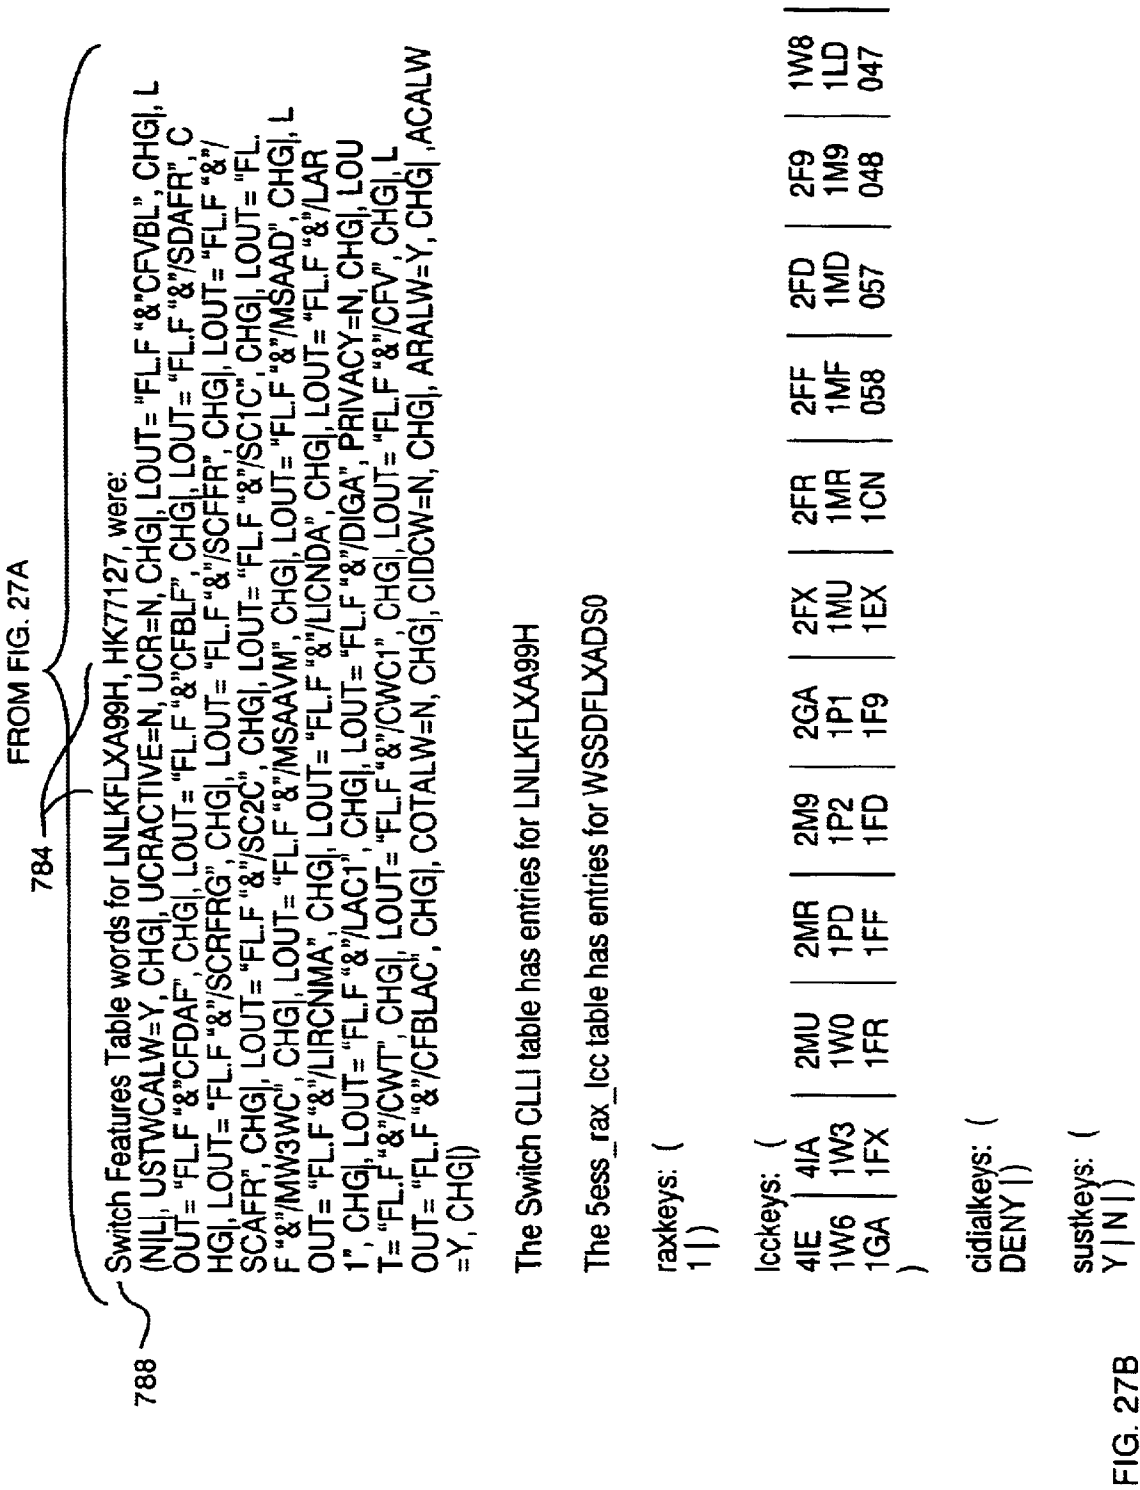 FROM FIG. 27A
784
788
Switch Features Table words for LNLKFLXA99H, HK77127, were:
(N|L|, USTWCALW=Y, CHG|, UCRACTIVE=N, UCR=N, CHG|, LOUT= "FL.F "&"CFVBL", CHG|, L
OUT= "FL.F "&"CFDAF", CHG|, LOUT= "FL.F "&"CFBLF", CHG|, LOUT= "FL.F "&"/SDAFR", C
HG|, LOUT= "FL.F "&"/SCRFRG", CHG|, LOUT= "FL.F "&"/SCFFR", CHG|, LOUT= "FL.F "&"/
SCAFR", CHG|, LOUT= "FL.F "&"/SC2C", CHG|, LOUT= "FL.F "&"/SC1C", CHG|, LOUT= "FL.
F "&"/MW3WC", CHG|, LOUT= "FL.F "&"/MSAAVM", CHG|, LOUT= "FL.F "&"/MSAAD", CHG|, L
OUT= "FL.F "&"/LIRCNMA", CHG|, LOUT= "FL.F "&"/LICNDA", CHG|, LOUT= "FL.F "&"/LAR
1", CHG|, LOUT= "FL.F "&"/LAC1", CHG|, LOUT= "FL.F "&"/DIGA", PRIVACY=N, CHG|, LOU
T= "FL.F "&"/CWT", CHG|, LOUT= "FL.F "&"/CWC1", CHG|, LOUT= "FL.F "&"/CFV", CHG|, L
OUT= "FL.F "&"/CFBLAC", CHG|, COTALW=N, CHG|, CIDCW=N, CHG|, ARALW=Y, CHG| ,ACALW
=Y, CHG|)
The Switch CLLI table has entries for LNLKFLXA99H
The 5ess_rax_lcc table has entries for WSSDFLXADS0
raxkeys: (
1 | )
lcckeys: (
4IE | 4IA | 2MU | 2MR | 2M9 | 2GA | 2FX | 2FR | 2FF | 2FD | 2F9 | 1W8 |
1W6 | 1W3 | 1W0 | 1PD | 1P2 | 1P1 | 1MU | 1MR | 1MF | 1MD | 1M9 | 1LD |
1GA | 1FX | 1FR | 1FF | 1FD | 1F9 | 1EX | 1CN | 058 | 057 | 048 | 047 |
)
cidialkeys: (
DENY | )
sustkeys: (
Y | N | )
FIG. 27B